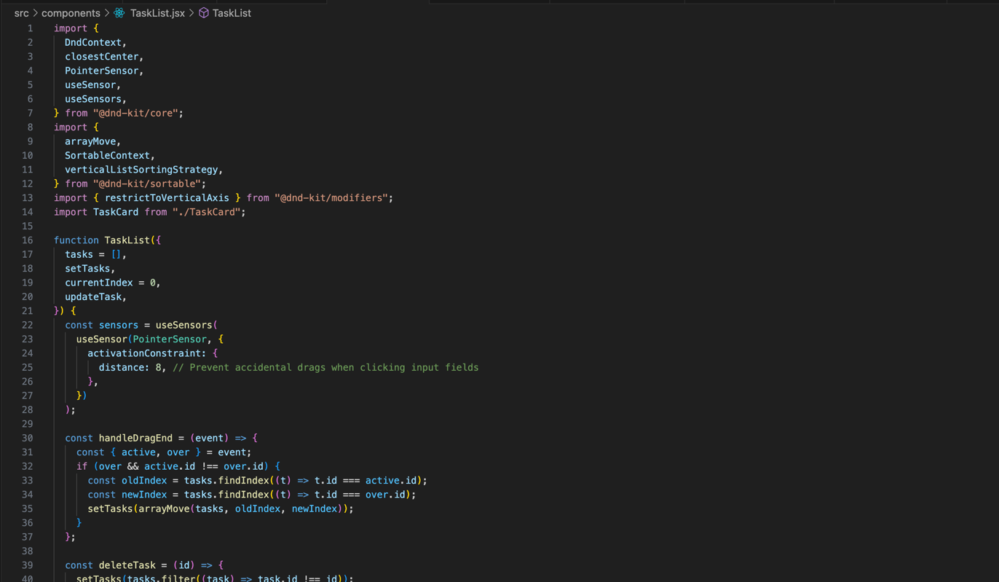 src > components > TaskList.jsx > TaskList
1 import {
2 DndContext,
3 closestCenter,
4 PointerSensor,
5 useSensor,
6 useSensors,
7 } from "@dnd-kit/core";
8 import {
9 arrayMove,
10 SortableContext,
11 verticalListSortingStrategy,
12 } from "@dnd-kit/sortable";
13 import { restrictToVerticalAxis } from "@dnd-kit/modifiers";
14 import TaskCard from "./TaskCard";
15
16 function TaskList({
17 tasks = [],
18 setTasks,
19 currentIndex = 0,
20 updateTask,
21 }) {
22 const sensors = useSensors(
23 useSensor(PointerSensor, {
24 activationConstraint: {
25 distance: 8, // Prevent accidental drags when clicking input fields
26 },
27 })
28 );
29
30 const handleDragEnd = (event) => {
31 const { active, over } = event;
32 if (over && active.id !== over.id) {
33 const oldIndex = tasks.findIndex((t) => t.id === active.id);
34 const newIndex = tasks.findIndex((t) => t.id === over.id);
35 setTasks(arrayMove(tasks, oldIndex, newIndex));
36 }
37 };
38
39 const deleteTask = (id) => {
40 setTasks(tasks.filter((task) => task.id !== id));